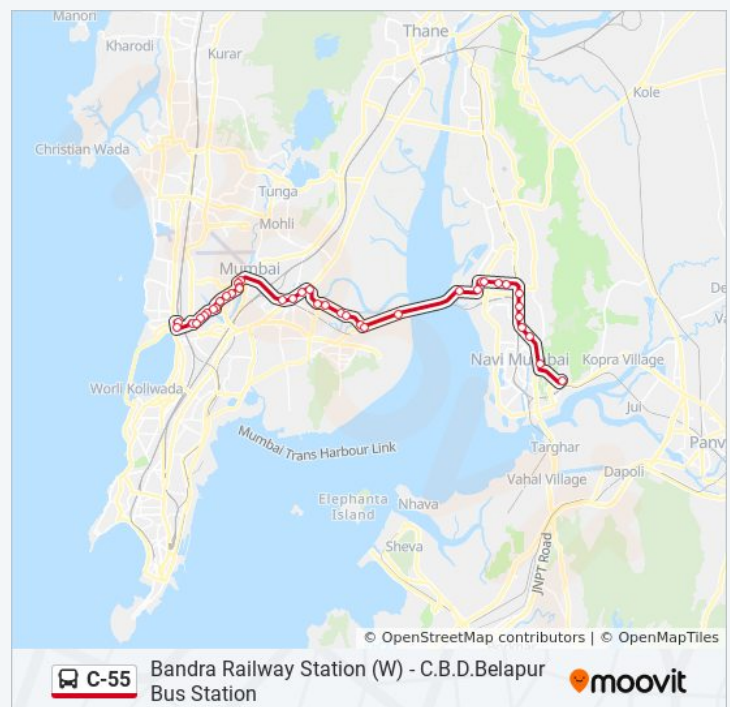 Manori
Kharodi
Kurar
Thane
Kole
Christian Wada
Tunga
Mohli
Mumbai
De
Va
Navi Mumbai
Kopra Village
Worli Koliwada
Jui
Mumbai Trans Harbour Link
Targhar
Panv
Vahal Village
Dapoli
Elephanta
Island
Nhava
Sheva
JNPT Road
© OpenStreetMap contributors | © OpenMapTiles
C-55
Bandra Railway Station (W) - C.B.D.Belapur
Bus Station
moovit